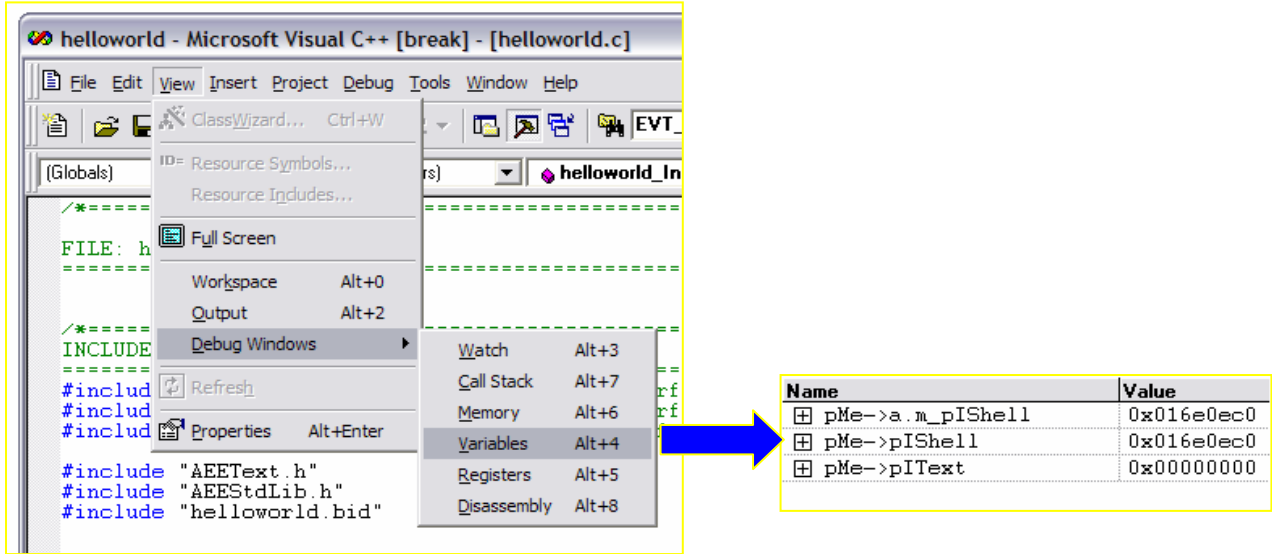 helloworld - Microsoft Visual C++ [break] - [helloworld.c]
File Edit View Insert Project Debug Tools Window Help
EVT_
(Globals)
rs)
helloworld_In
ClassWizard... Ctrl+W
ID= Resource Symbols...
Resource Includes...
Full Screen
Workspace Alt+0
Output Alt+2
Debug Windows
Refresh
Properties Alt+Enter
Watch Alt+3
Call Stack Alt+7
Memory Alt+6
Variables Alt+4
Registers Alt+5
Disassembly Alt+8
/*=====
=====
FILE: h
=====
=====
/*=====
=====
INCLUDE
=====
#includ
rf
#includ
rf
#includ
#include "AEEText.h"
#include "AEEStdLib.h"
#include "helloworld.bid"
Name Value
pMe->a.m_pIShell 0x016e0ec0
pMe->pIShell 0x016e0ec0
pMe->pIText 0x00000000